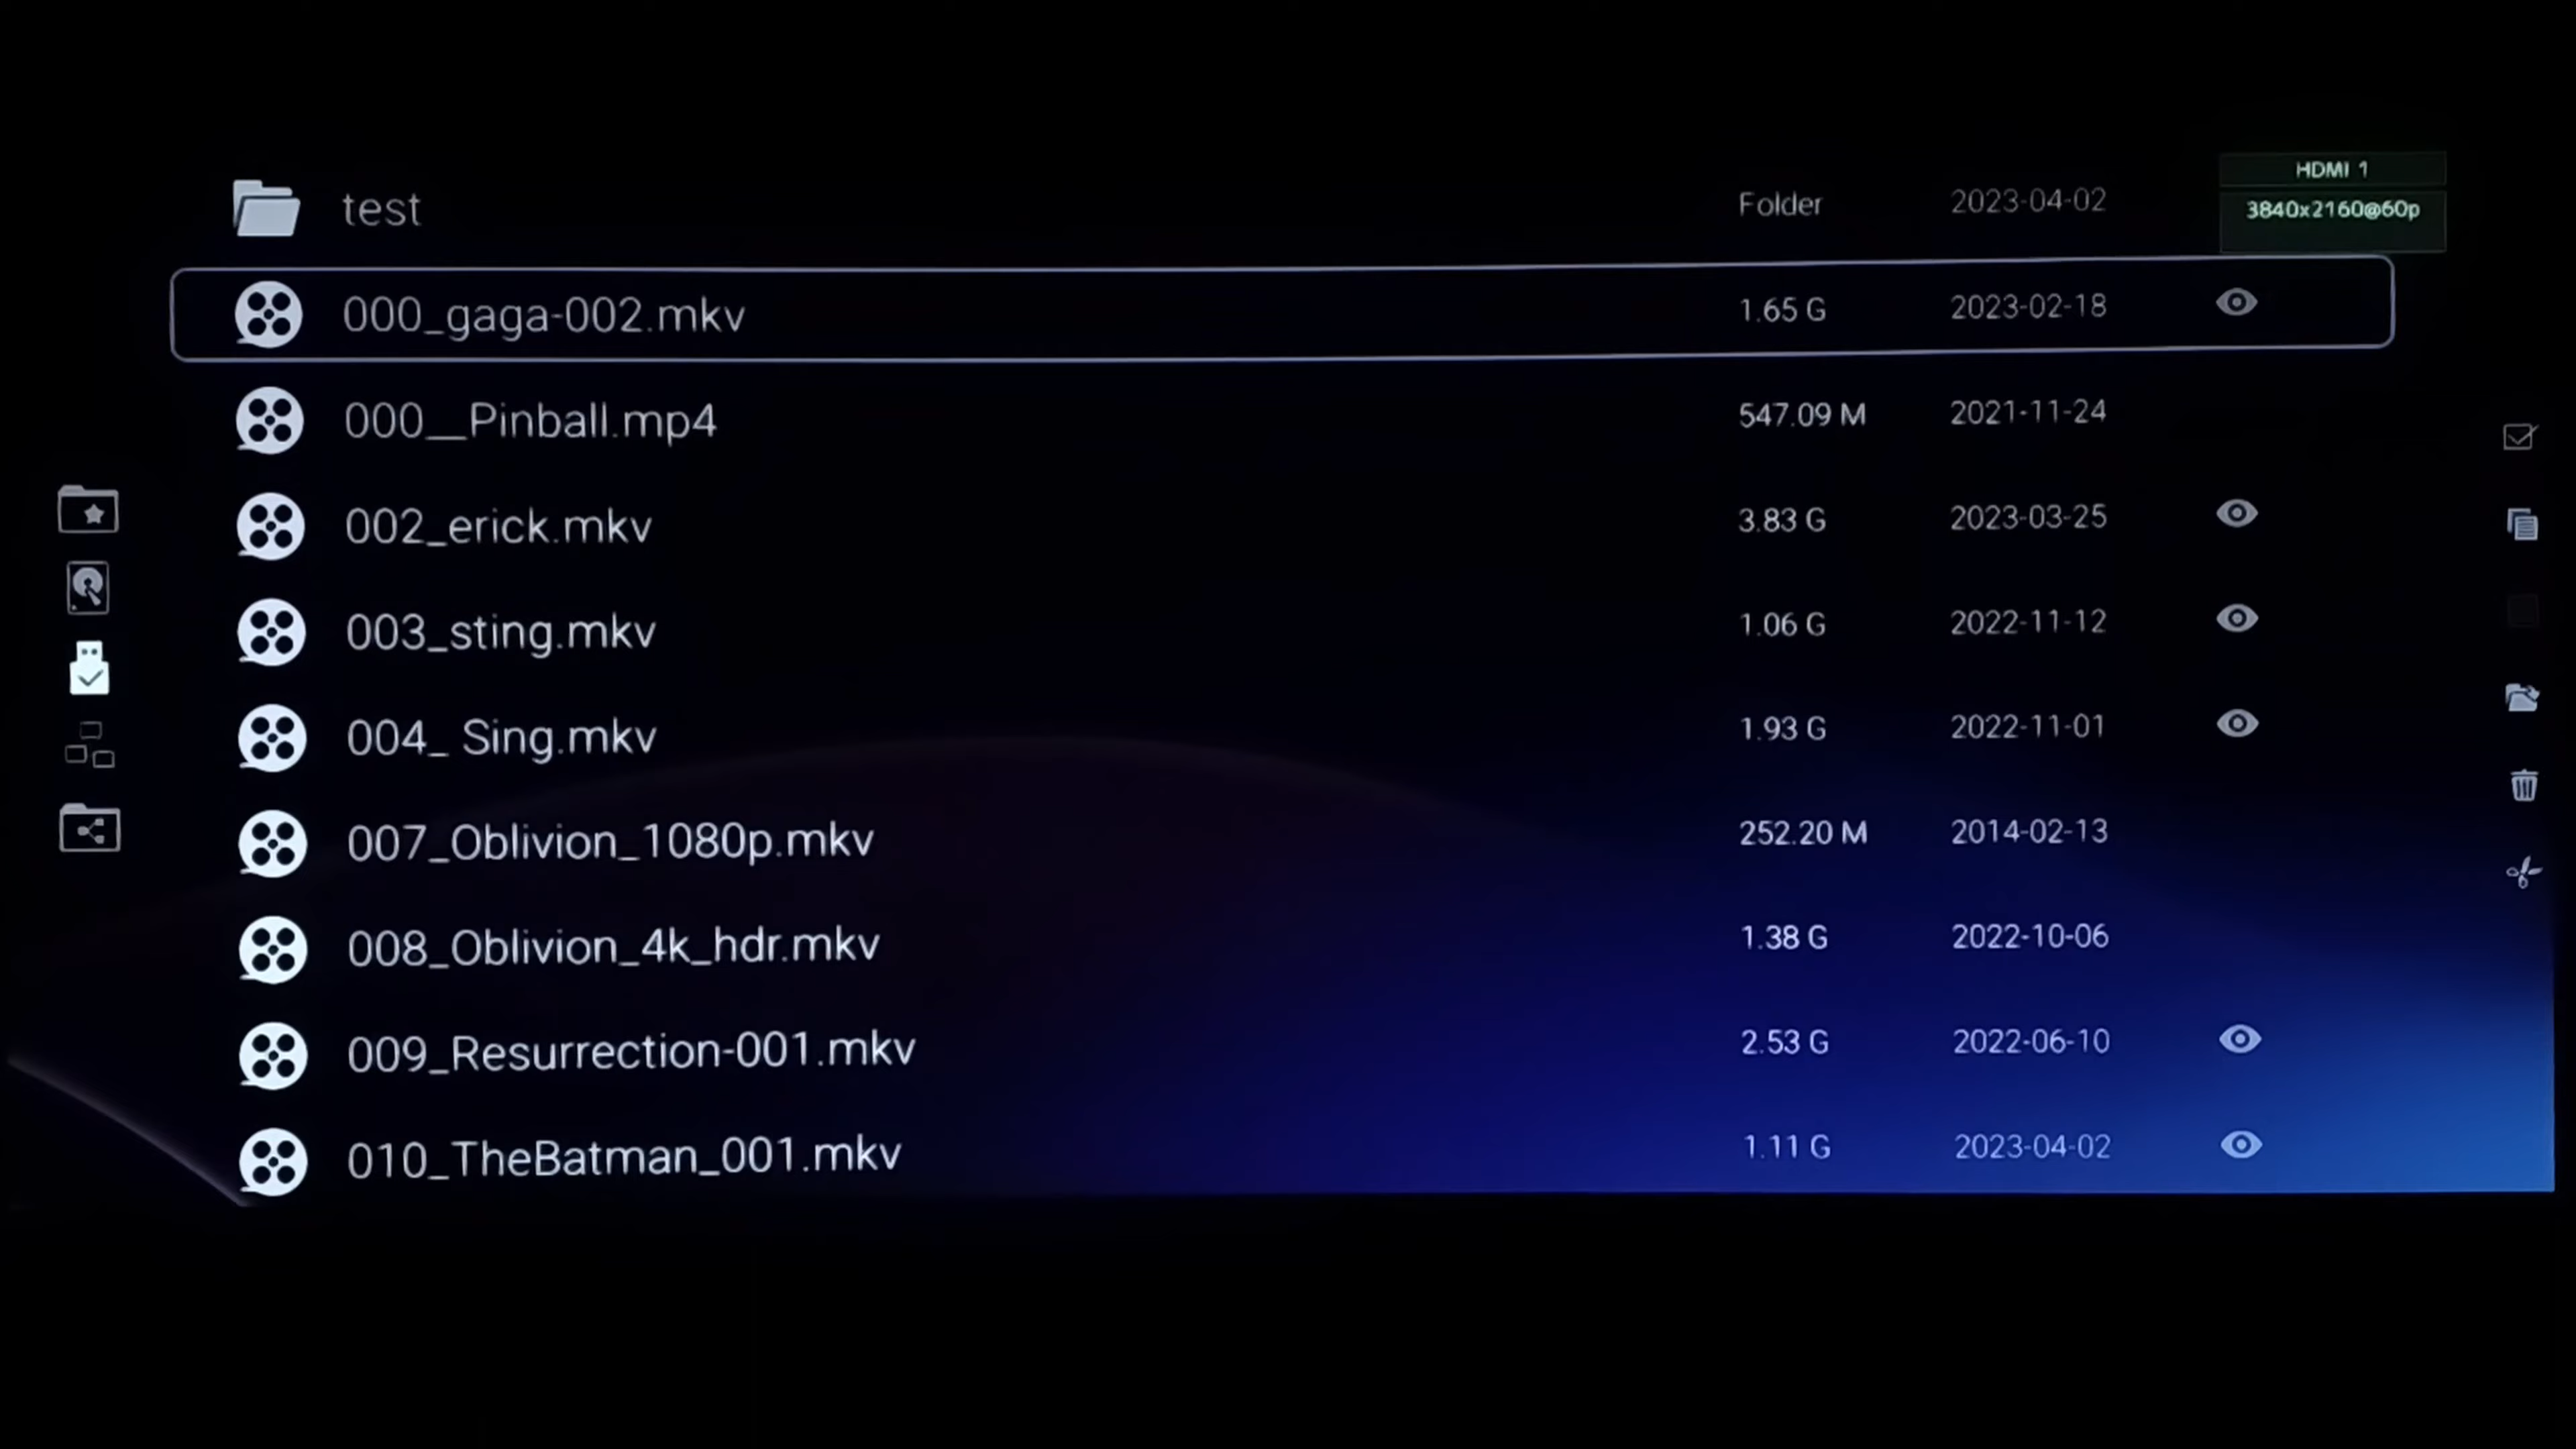 test Folder 2023-04-02
HDMI 1
3840x2160@60p
000_gaga-002.mkv 1.65 G 2023-02-18
000__Pinball.mp4 547.09 M 2021-11-24
002_erick.mkv 3.83 G 2023-03-25
003_sting.mkv 1.06 G 2022-11-12
004_ Sing.mkv 1.93 G 2022-11-01
007_Oblivion_1080p.mkv 252.20 M 2014-02-13
008_Oblivion_4k_hdr.mkv 1.38 G 2022-10-06
009_Resurrection-001.mkv 2.53 G 2022-06-10
010_TheBatman_001.mkv 1.11 G 2023-04-02